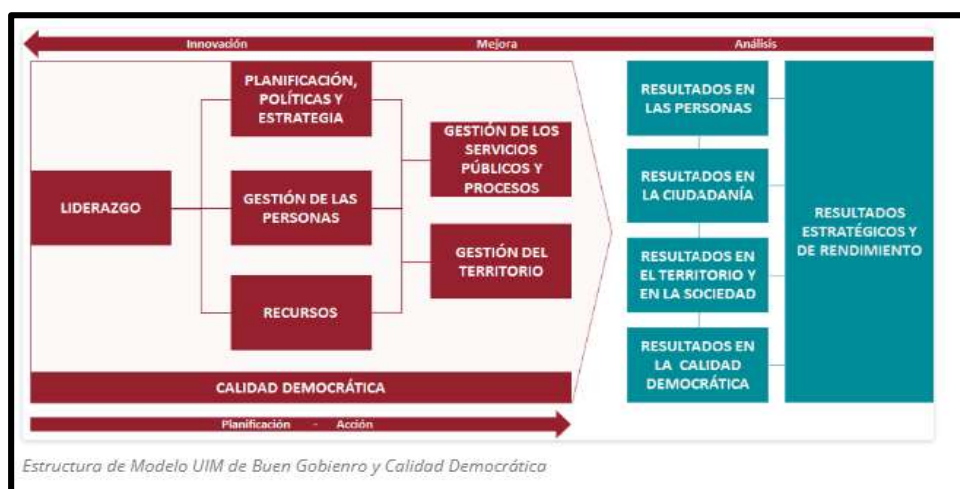 Innovación Mejora Análisis
PLANIFICACIÓN,
POLÍTICAS Y
ESTRATEGIA
LIDERAZGO
GESTIÓN DE LAS
PERSONAS
RECURSOS
GESTIÓN DE LOS
SERVICIOS
PÚBLICOS Y
PROCESOS
GESTIÓN DEL
TERRITORIO
CALIDAD DEMOCRÁTICA
Planificación - Acción
RESULTADOS EN
LAS PERSONAS
RESULTADOS EN
LA CIUDADANÍA
RESULTADOS EN
EL TERRITORIO Y
EN LA SOCIEDAD
RESULTADOS EN
LA CALIDAD
DEMOCRÁTICA
RESULTADOS
ESTRATÉGICOS Y
DE RENDIMIENTO
Estructura de Modelo UIM de Buen Gobienro y Calidad Democrática